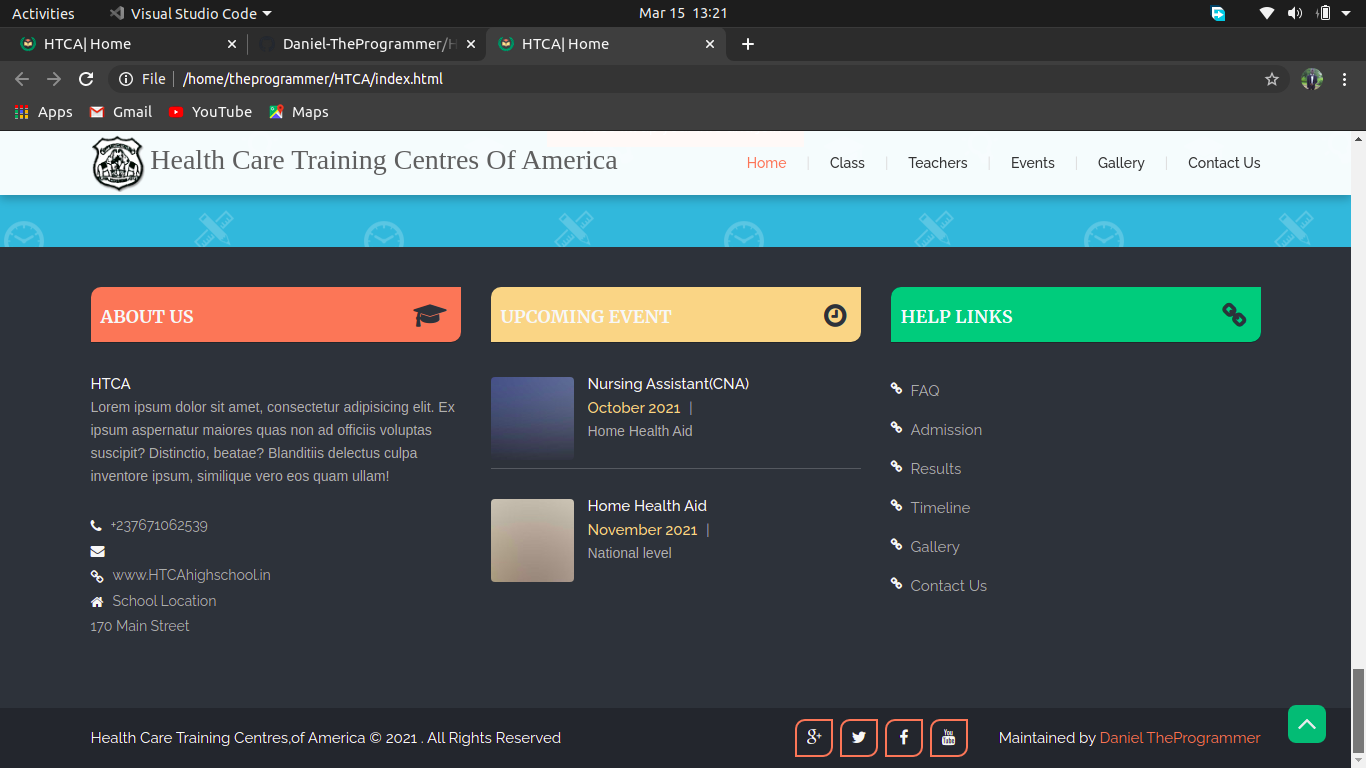 Activities
Visual Studio Code
Mar 15 13:21
HTCA| Home
Daniel-TheProgrammer/H
HTCA| Home
File
/home/theprogrammer/HTCA/index.html
Apps
Gmail
YouTube
Maps
Health Care Training Centres Of America
Home
Class
Teachers
Events
Gallery
Contact Us
ABOUT US
HTCA
Lorem ipsum dolor sit amet, consectetur adipisicing elit. Ex
ipsum aspernatur maiores quas non ad officiis voluptas
suscipit? Distinctio, beatae? Blanditiis delectus culpa
inventore ipsum, similique vero eos quam ullam!
+237671062539
www.HTCAhighschool.in
School Location
170 Main Street
UPCOMING EVENT
Nursing Assistant(CNA)
October 2021 |
Home Health Aid
Home Health Aid
November 2021 |
National level
HELP LINKS
FAQ
Admission
Results
Timeline
Gallery
Contact Us
Health Care Training Centres,of America © 2021 . All Rights Reserved
g+
You Tube
Maintained by Daniel TheProgrammer